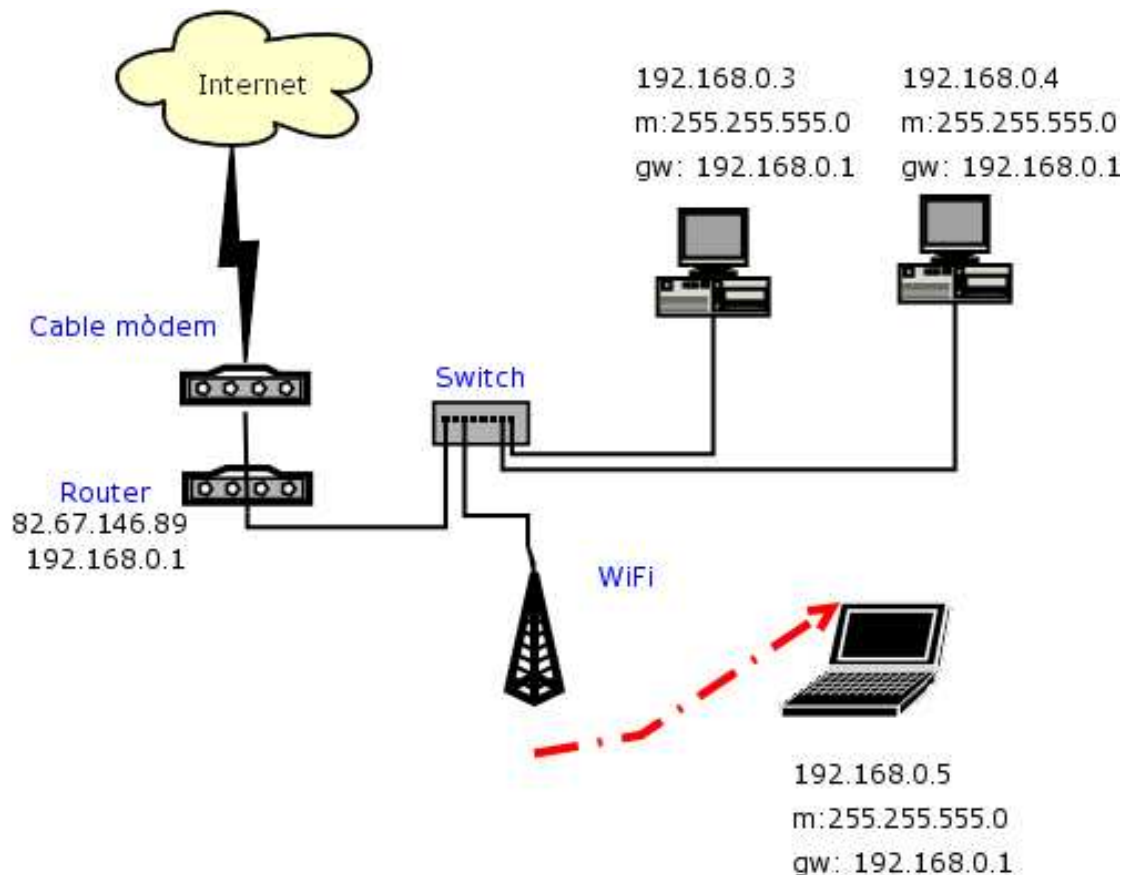 Internet
192.168.0.3
m:255.255.555.0
gw: 192.168.0.1
192.168.0.4
m:255.255.555.0
gw: 192.168.0.1
Cable mòdem
Switch
Router
82.67.146.89
192.168.0.1
WiFi
192.168.0.5
m:255.255.555.0
gw: 192.168.0.1